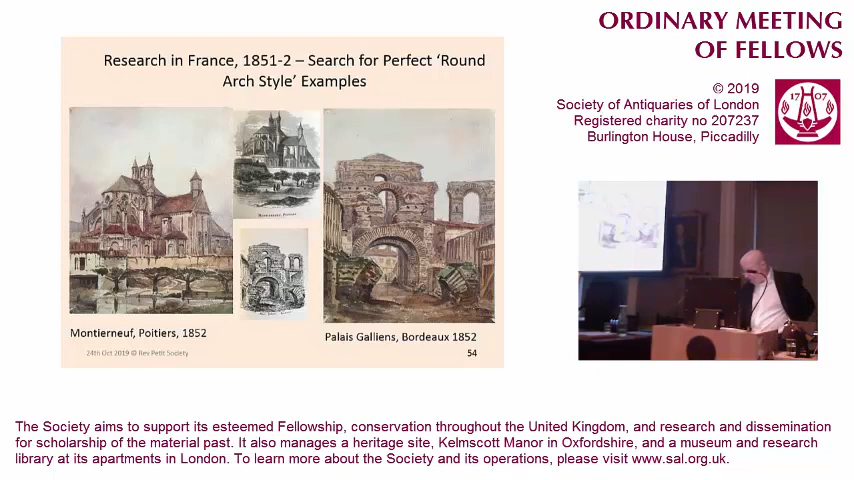 ORDINARY MEETING
OF FELLOWS
© 2019
Society of Antiquaries of London
Registered charity no 207237
Burlington House, Piccadilly
17 07
Research in France, 1851-2 – Search for Perfect ‘Round
Arch Style’ Examples
Montierneuf, Poitiers, 1852
Palais Galliens, Bordeaux 1852
24th Oct 2019 © Rev Petit Society
54
The Society aims to support its esteemed Fellowship, conservation throughout the United Kingdom, and research and dissemination
for scholarship of the material past. It also manages a heritage site, Kelmscott Manor in Oxfordshire, and a museum and research
library at its apartments in London. To learn more about the Society and its operations, please visit www.sal.org.uk.